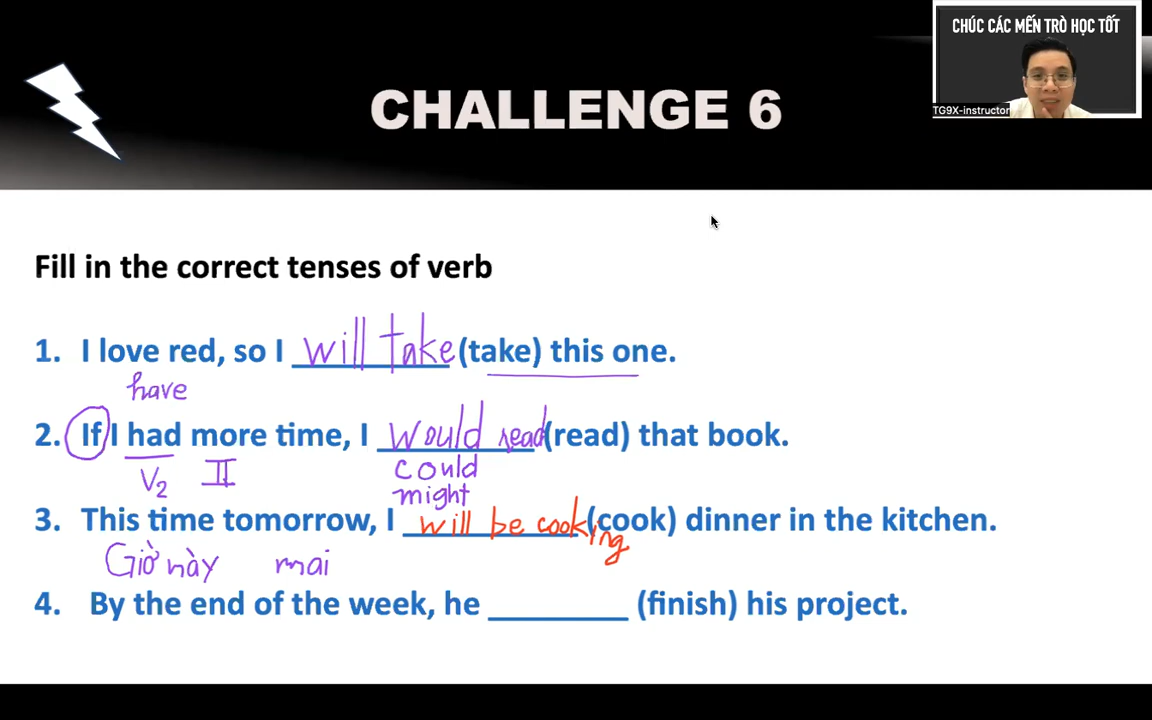 CHÚC CÁC MẾN TRÒ HỌC TỐT
TG9X-instructor
CHALLENGE 6
Fill in the correct tenses of verb
1. I love red, so I will take (take) this one.
have
2. If I had more time, I would read (read) that book.
V2 II could
might
3. This time tomorrow, I will be cooking (cook) dinner in the kitchen.
Giờ này mai
4. By the end of the week, he ________ (finish) his project.